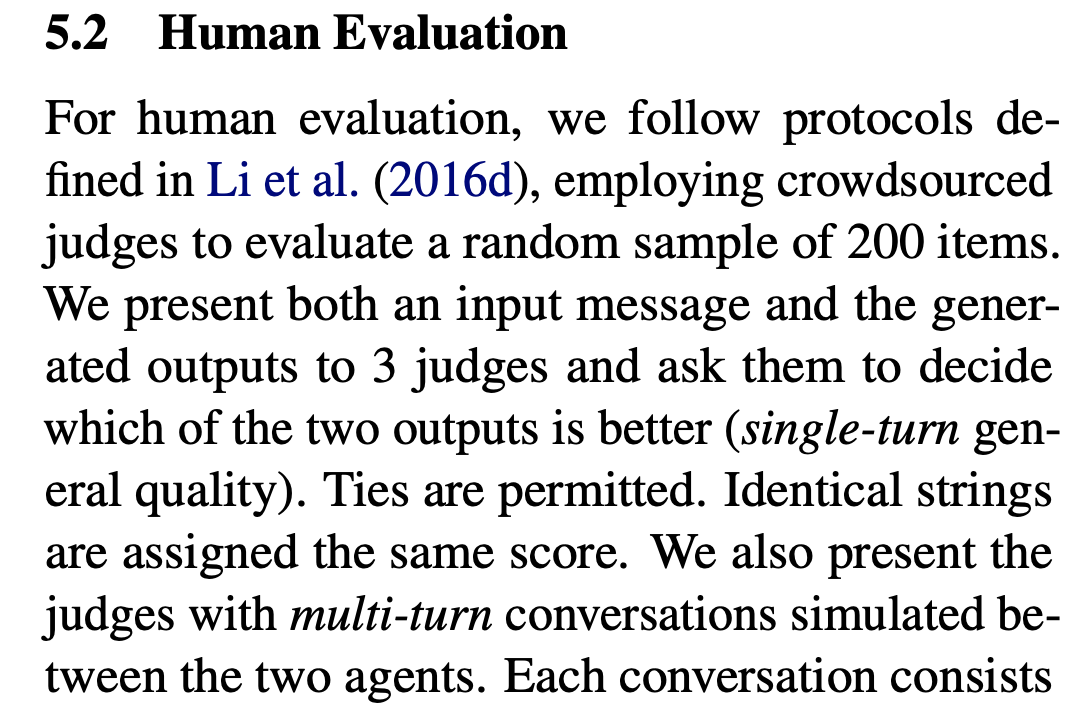 5.2 Human Evaluation
For human evaluation, we follow protocols de-
fined in Li et al. (2016d), employing crowdsourced
judges to evaluate a random sample of 200 items.
We present both an input message and the gener-
ated outputs to 3 judges and ask them to decide
which of the two outputs is better (single-turn gen-
eral quality). Ties are permitted. Identical strings
are assigned the same score. We also present the
judges with multi-turn conversations simulated be-
tween the two agents. Each conversation consists